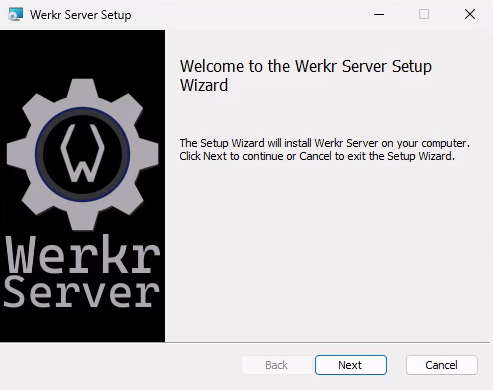 Werkr Server Setup
Welcome to the Werkr Server Setup
Wizard
The Setup Wizard will install Werkr Server on your computer.
Click Next to continue or Cancel to exit the Setup Wizard.
Werkr
Server
Back
Next
Cancel